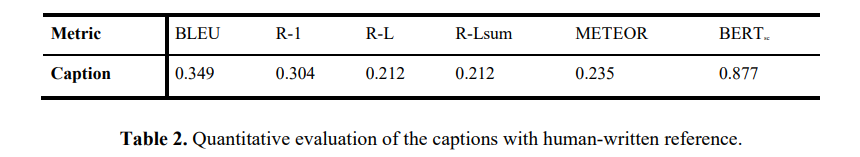 Metric BLEU R-1 R-L R-Lsum METEOR BERTsc
Caption 0.349 0.304 0.212 0.212 0.235 0.877
Table 2. Quantitative evaluation of the captions with human-written reference.